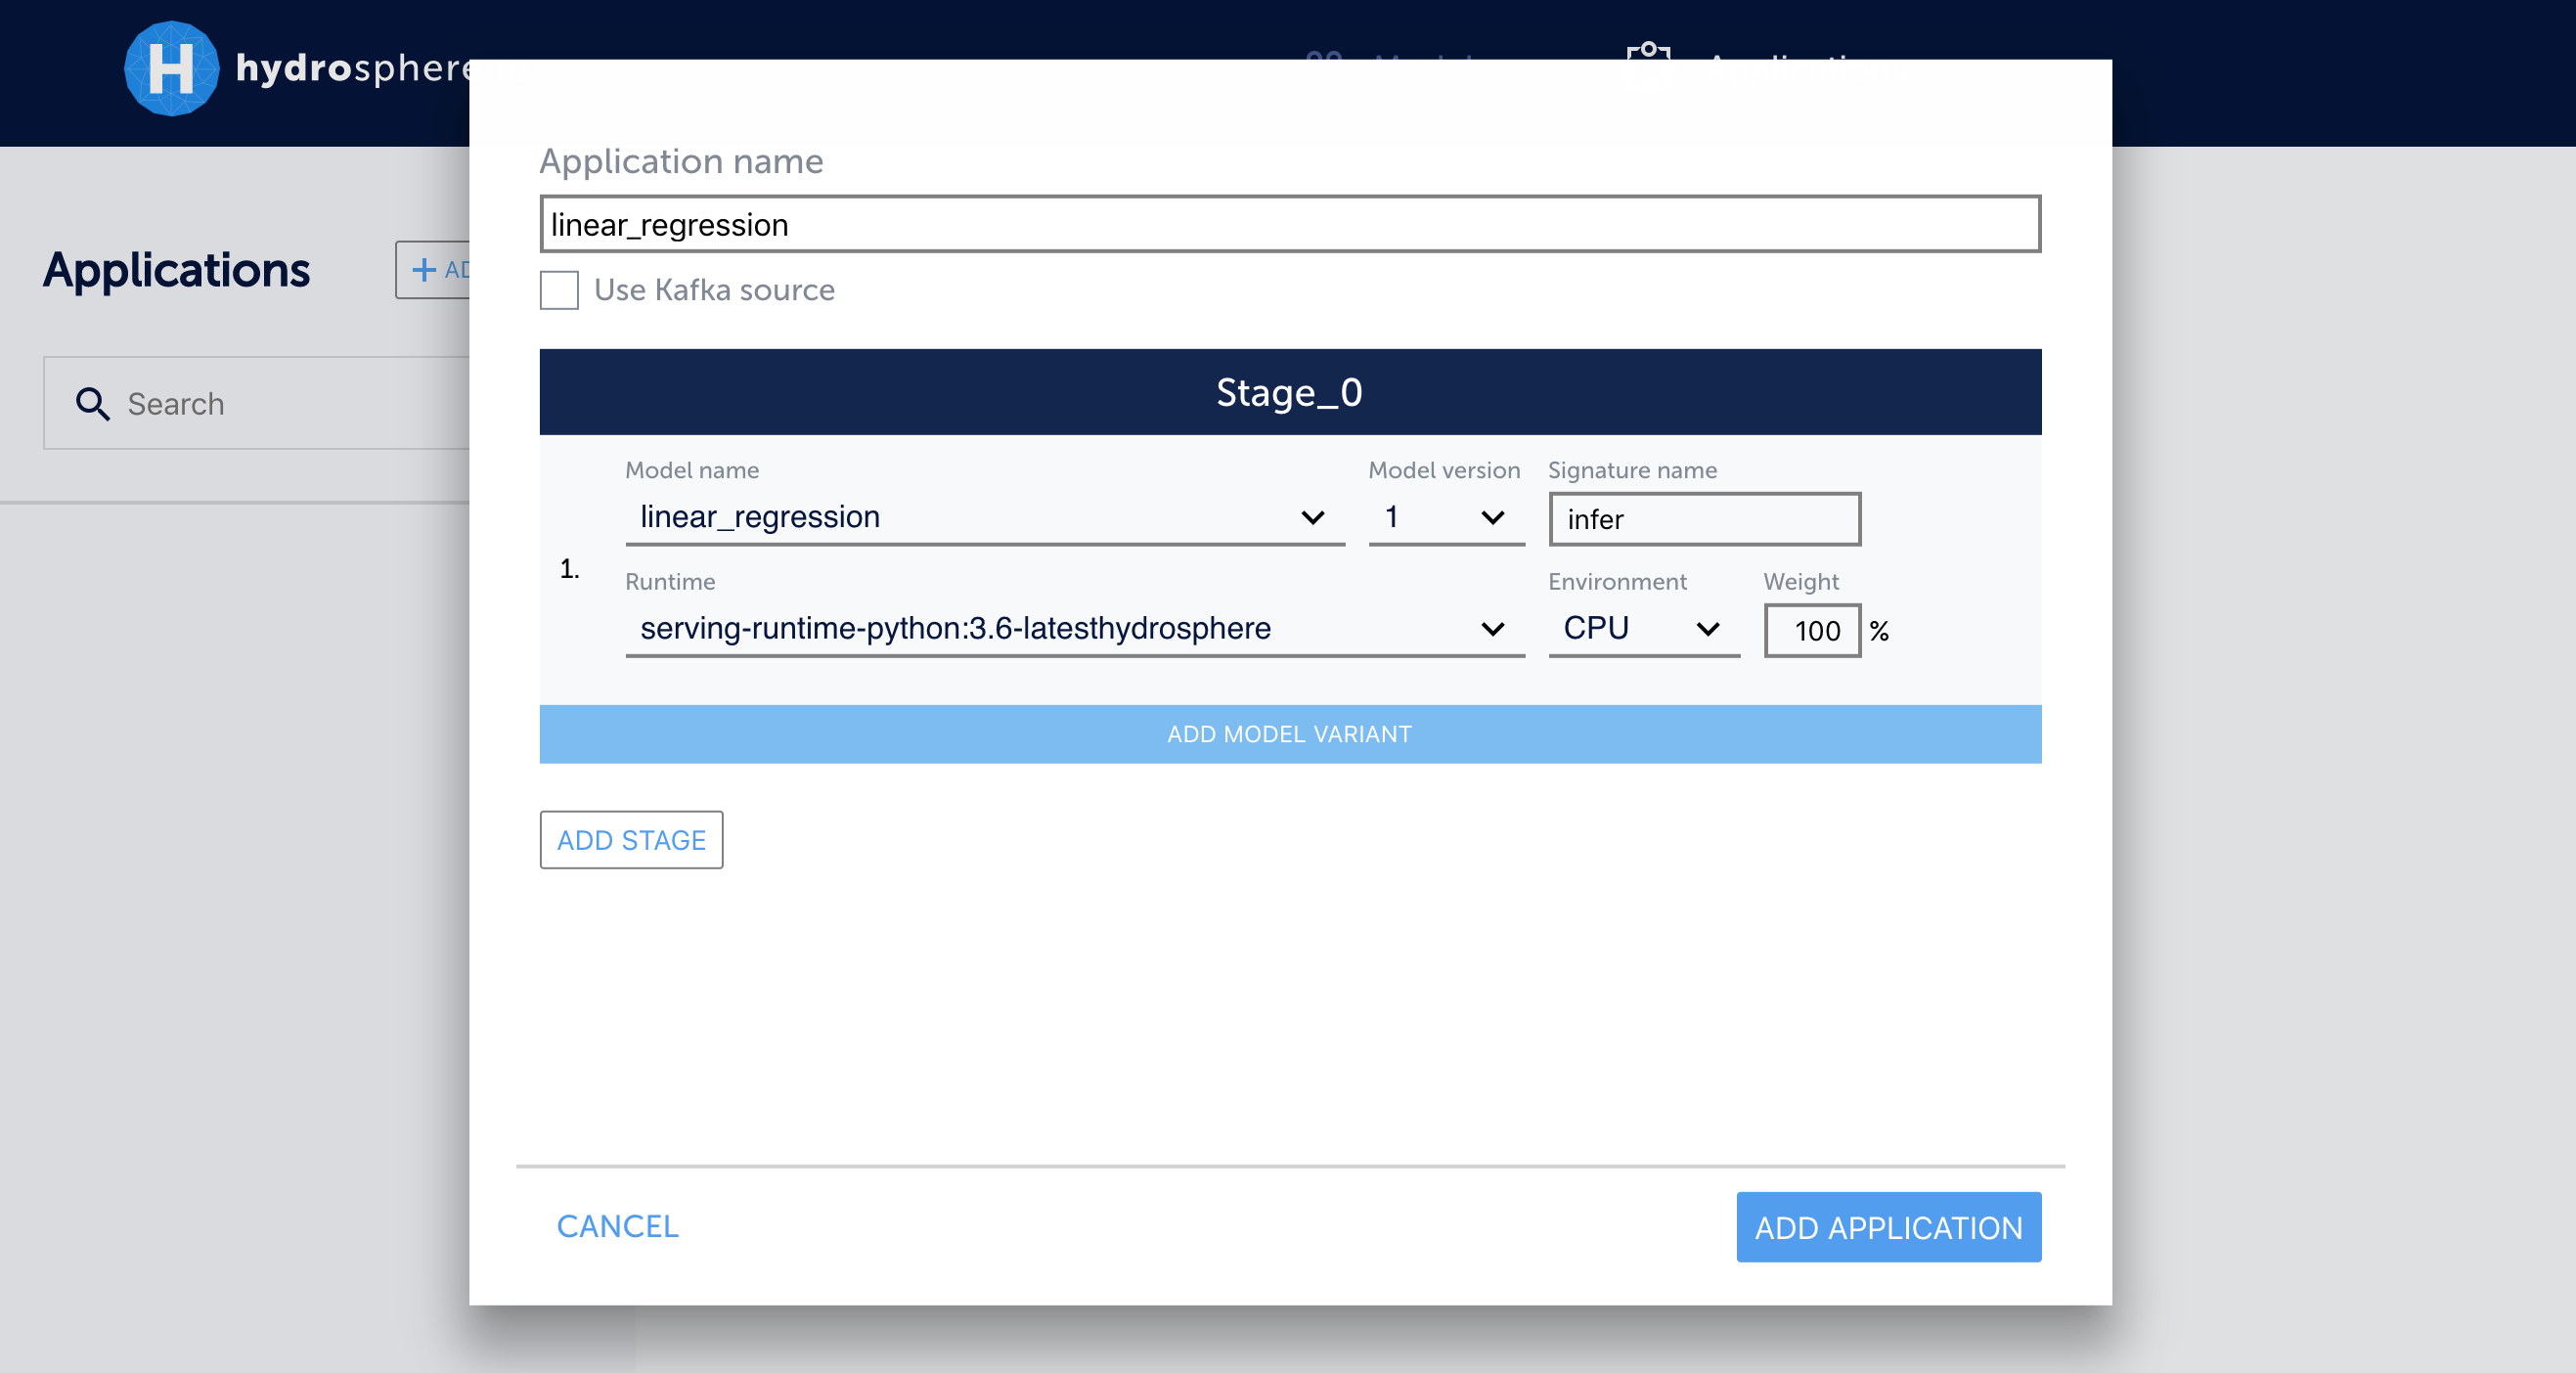 hydrosphere
Applications
Search
Application name
linear_regression
Use Kafka source
Stage_0
Model name
Model version
Signature name
linear_regression
1
infer
1.
Runtime
Environment
Weight
serving-runtime-python:3.6-latesthydrosphere
CPU
100
%
ADD MODEL VARIANT
ADD STAGE
CANCEL
ADD APPLICATION